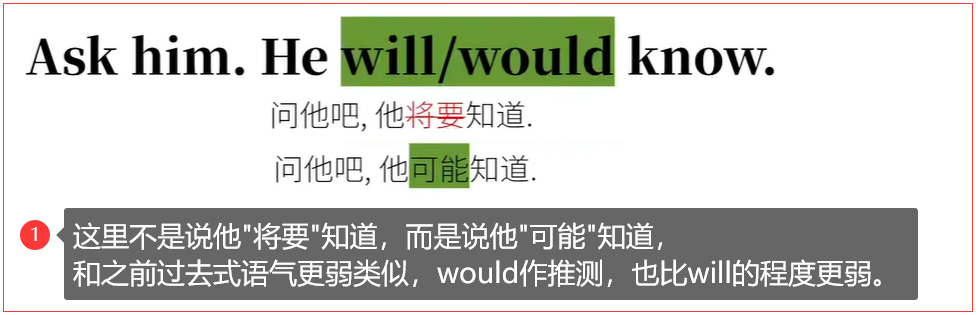 Ask him. He will/would know.
问他吧, 他将要知道.
问他吧, 他可能知道.
1 这里不是说他"将要"知道，而是说他"可能"知道，
和之前过去式语气更弱类似，would作推测，也比will的程度更弱。